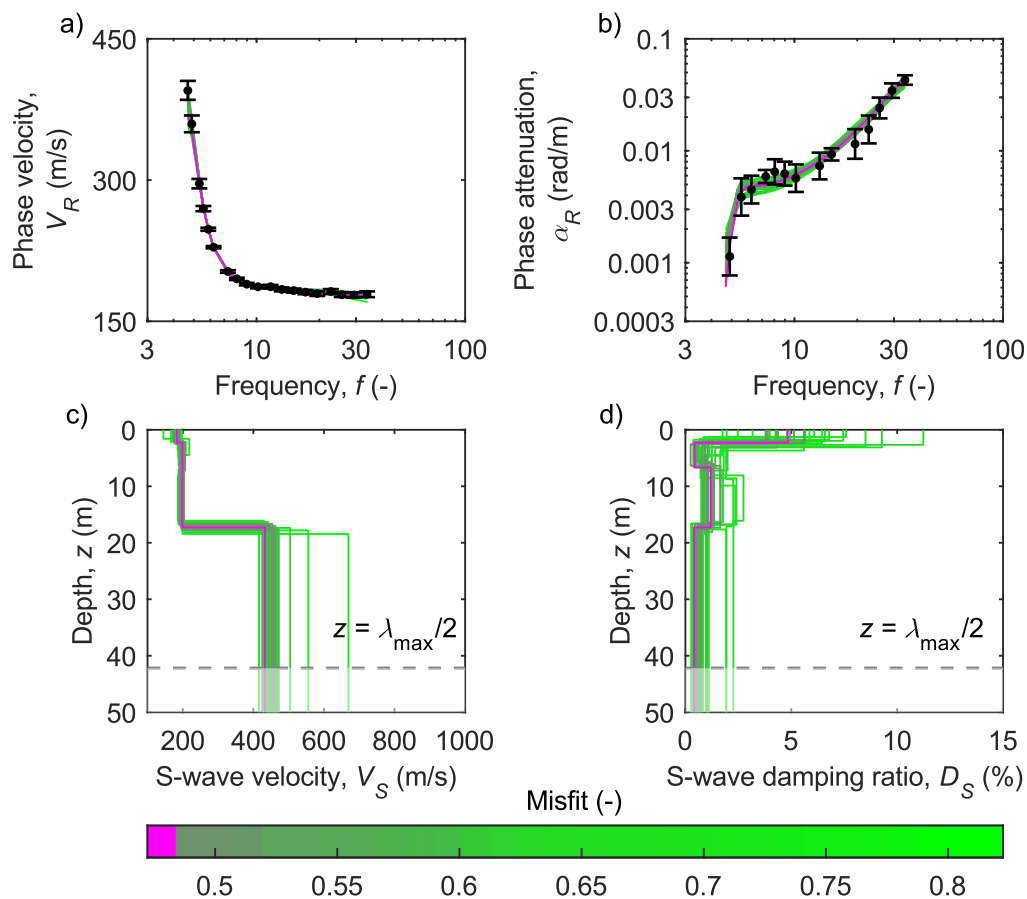 a)
450
300
150
Phase velocity,
V_R (m/s)
3 10 30 100
Frequency, f (-)
b)
0.1
0.03
0.01
0.003
0.001
0.0003
Phase attenuation,
α_R (rad/m)
3 10 30 100
Frequency, f (-)
c)
0
10
20
30
40
50
Depth, z (m)
z = λ_max/2
200 400 600 800 1000
S-wave velocity, V_S (m/s)
d)
0
10
20
30
40
50
Depth, z (m)
z = λ_max/2
0 5 10 15
S-wave damping ratio, D_S (%)
Misfit (-)
0.5 0.55 0.6 0.65 0.7 0.75 0.8